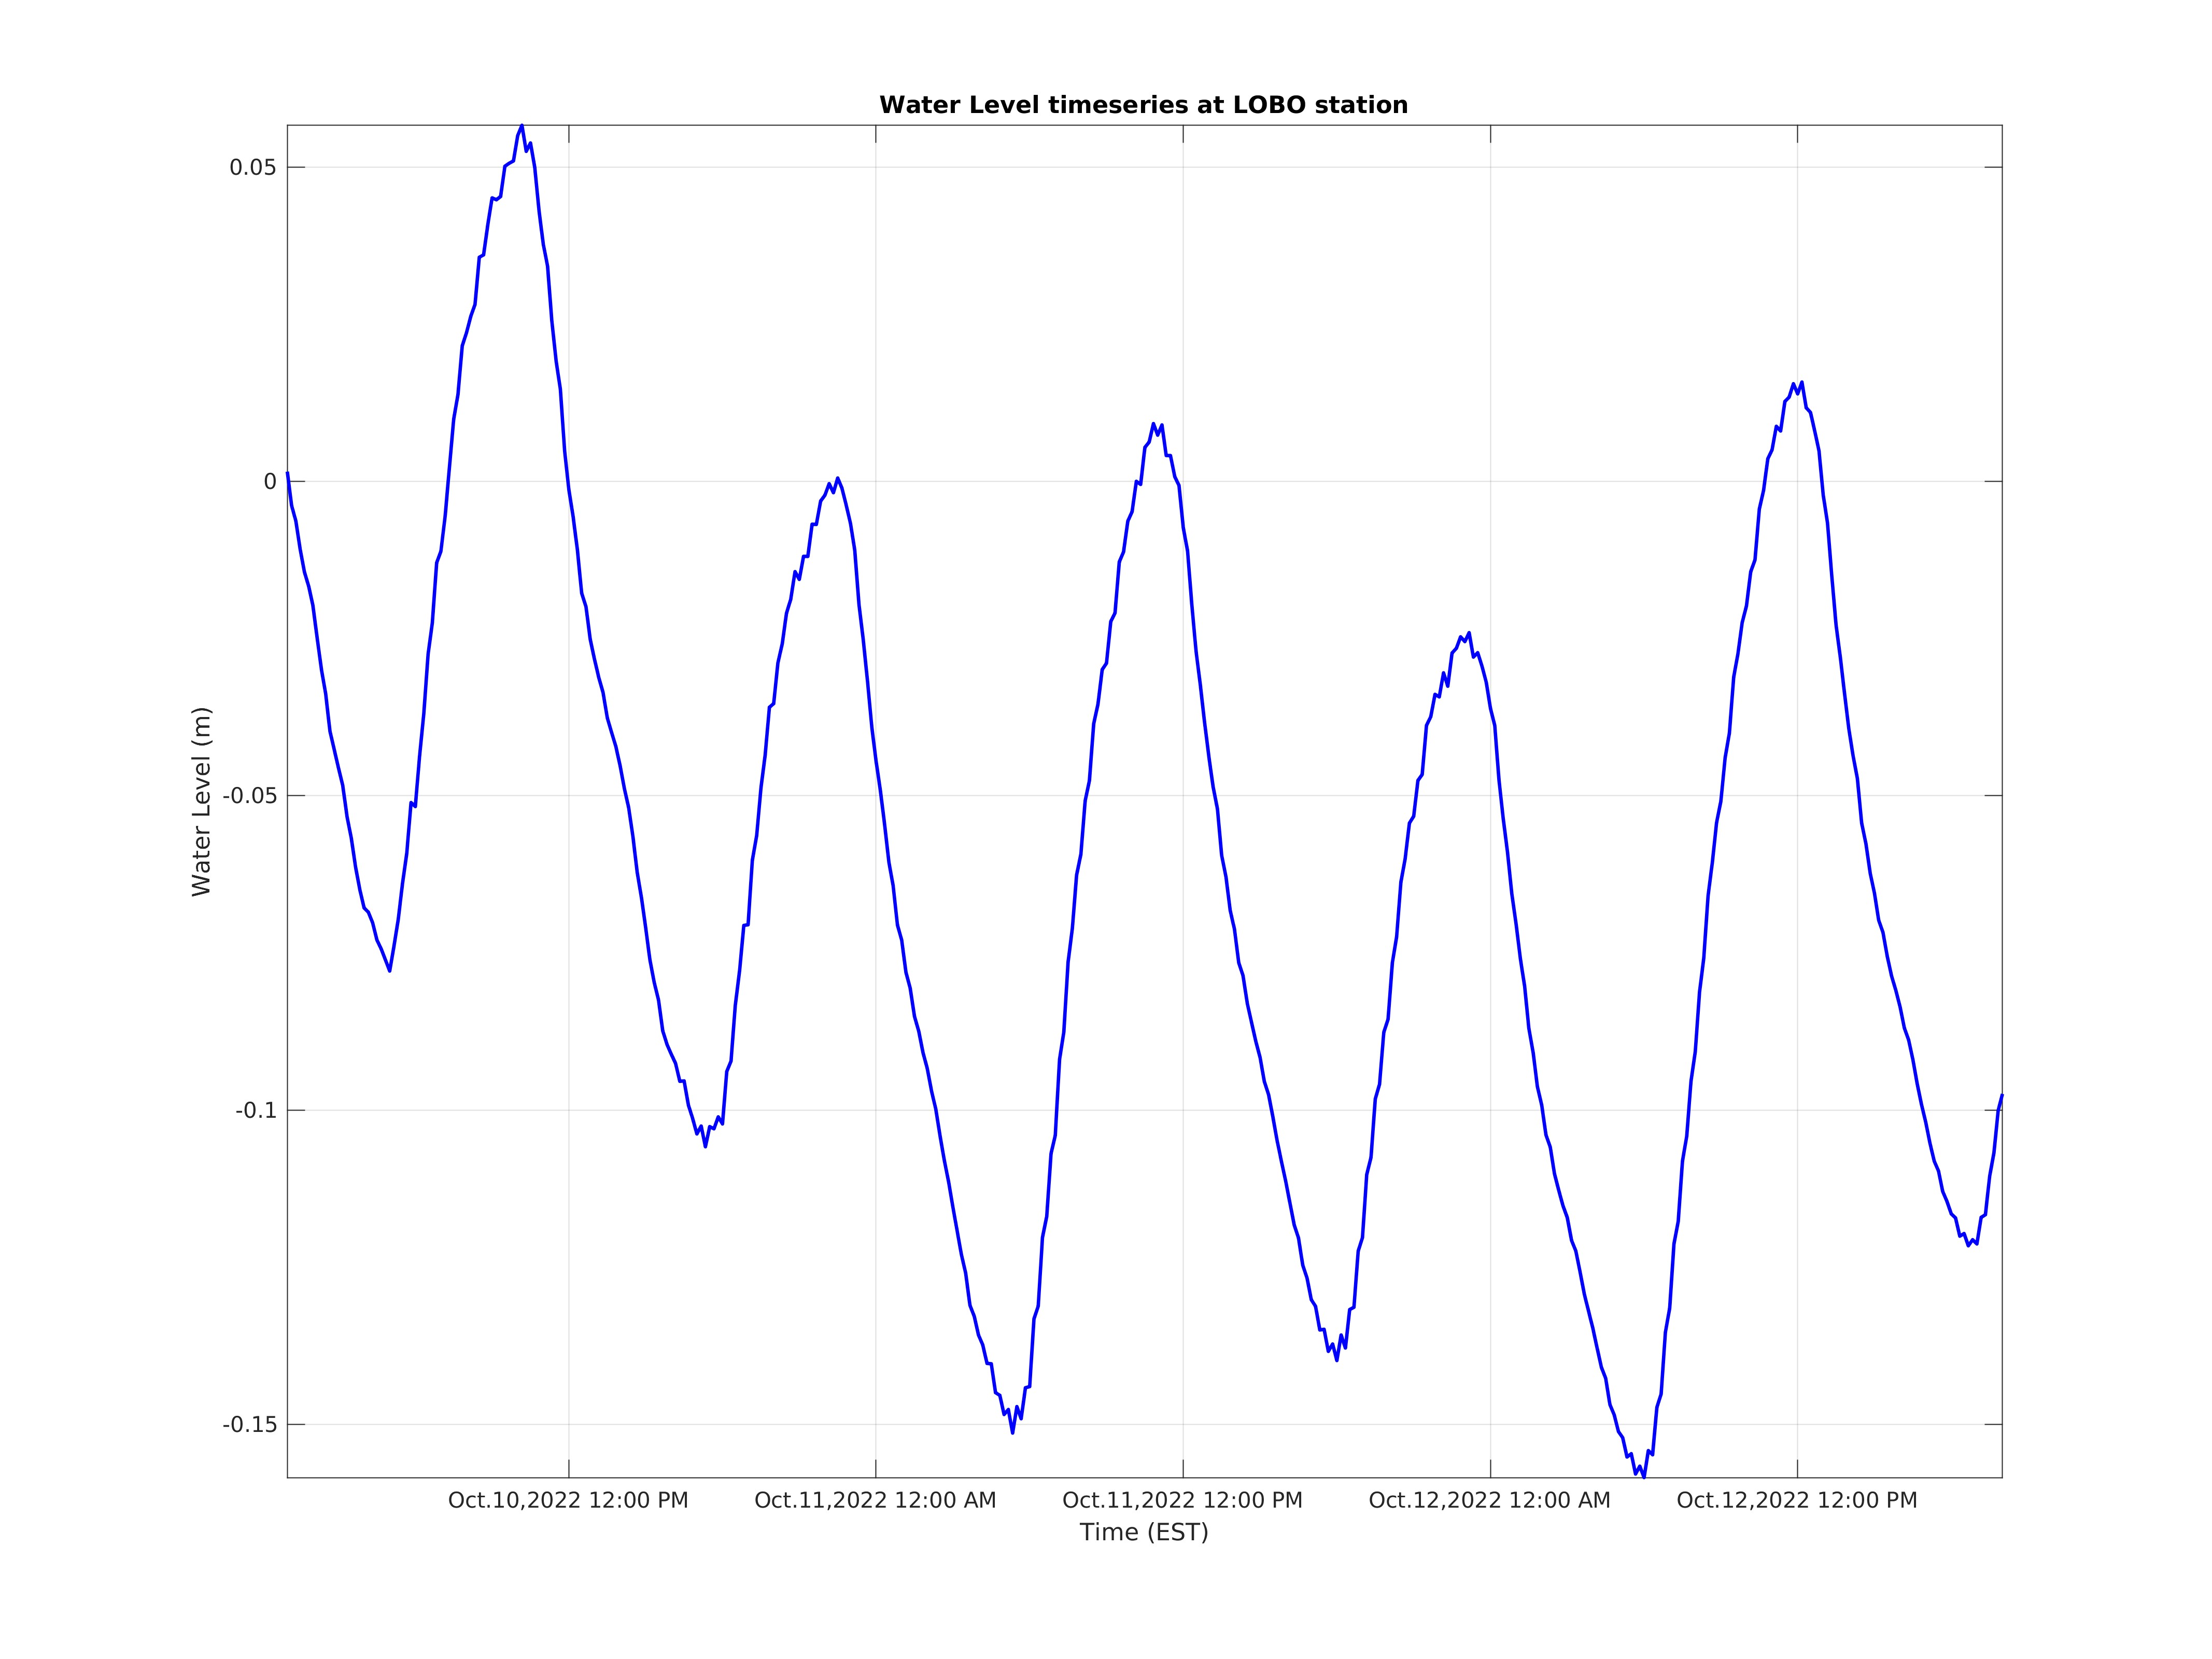 Water Level timeseries at LOBO station
0.05
0
-0.05
-0.1
-0.15
Water Level (m)
Oct.10,2022 12:00 PM Oct.11,2022 12:00 AM Oct.11,2022 12:00 PM Oct.12,2022 12:00 AM Oct.12,2022 12:00 PM
Time (EST)